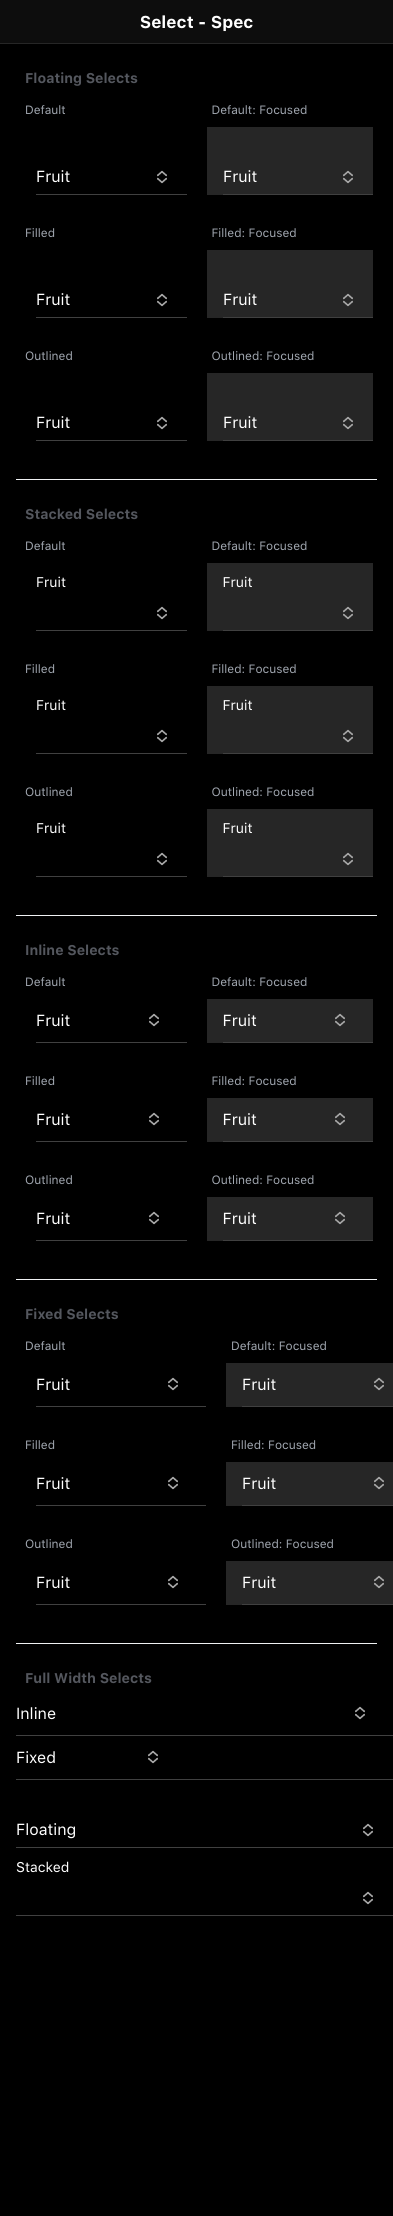 Select - Spec
Floating Selects
Default Default: Focused
Fruit Fruit
Filled Filled: Focused
Fruit Fruit
Outlined Outlined: Focused
Fruit Fruit
Stacked Selects
Default Default: Focused
Fruit Fruit
Filled Filled: Focused
Fruit Fruit
Outlined Outlined: Focused
Fruit Fruit
Inline Selects
Default Default: Focused
Fruit Fruit
Filled Filled: Focused
Fruit Fruit
Outlined Outlined: Focused
Fruit Fruit
Fixed Selects
Default Default: Focused
Fruit Fruit
Filled Filled: Focused
Fruit Fruit
Outlined Outlined: Focused
Fruit Fruit
Full Width Selects
Inline
Fixed
Floating
Stacked